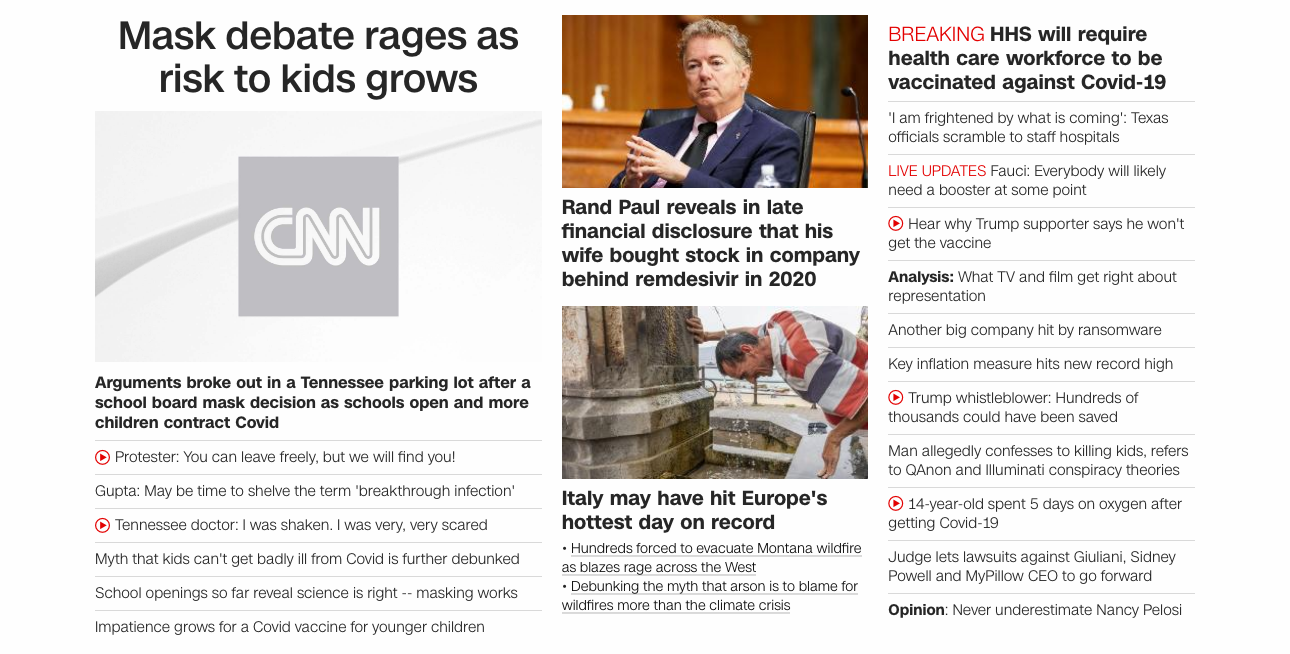 Mask debate rages as
risk to kids grows
CNN
Arguments broke out in a Tennessee parking lot after a
school board mask decision as schools open and more
children contract Covid
Protester: You can leave freely, but we will find you!
Gupta: May be time to shelve the term 'breakthrough infection'
Tennessee doctor: I was shaken. I was very, very scared
Myth that kids can't get badly ill from Covid is further debunked
School openings so far reveal science is right -- masking works
Impatience grows for a Covid vaccine for younger children
Rand Paul reveals in late
financial disclosure that his
wife bought stock in company
behind remdesivir in 2020
Italy may have hit Europe's
hottest day on record
• Hundreds forced to evacuate Montana wildfire
as blazes rage across the West
• Debunking the myth that arson is to blame for
wildfires more than the climate crisis
BREAKING HHS will require
health care workforce to be
vaccinated against Covid-19
'I am frightened by what is coming': Texas
officials scramble to staff hospitals
LIVE UPDATES Fauci: Everybody will likely
need a booster at some point
Hear why Trump supporter says he won't
get the vaccine
Analysis: What TV and film get right about
representation
Another big company hit by ransomware
Key inflation measure hits new record high
Trump whistleblower: Hundreds of
thousands could have been saved
Man allegedly confesses to killing kids, refers
to QAnon and Illuminati conspiracy theories
14-year-old spent 5 days on oxygen after
getting Covid-19
Judge lets lawsuits against Giuliani, Sidney
Powell and MyPillow CEO to go forward
Opinion: Never underestimate Nancy Pelosi